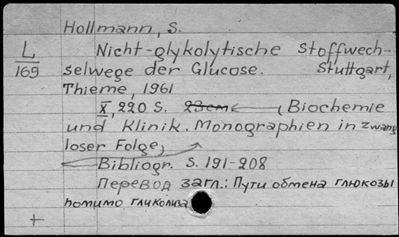 Hollmann, S.
L
169
Nicht-glykolytische Stoffwech-
selwege der Glucose. Stuttgart,
Thieme, 1961
X, 220 S. 23cm (Biochemie
und Klinik. Monographien in zwang
loser Folge)
Bibliogr. S. 191-208
Перевод загл.: Пути обмена глюкозы
помимо гликолиза
+